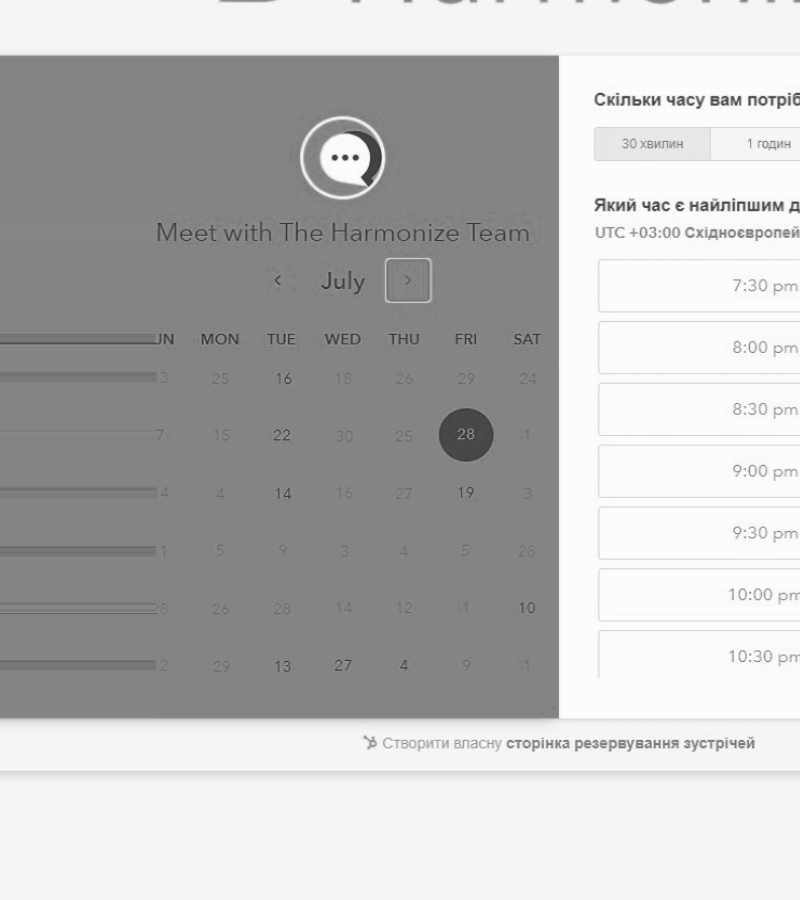 Meet with The Harmonize Team
July
UN MON TUE WED THU FRI SAT
3 25 16 18 26 29 24
7 15 22 30 25 28 1
4 4 14 16 27 19 3
1 5 9 3 4 5 28
28 26 28 14 12 1 10
2 29 13 27 4 9 1
Скільки часу вам потріб
30 хвилин 1 годин
Який час є найліпшим д
UTC +03:00 Східноєвропей
7:30 pm
8:00 pm
8:30 pm
9:00 pm
9:30 pm
10:00 pm
10:30 pm
Створити власну сторінка резервування зустрічей